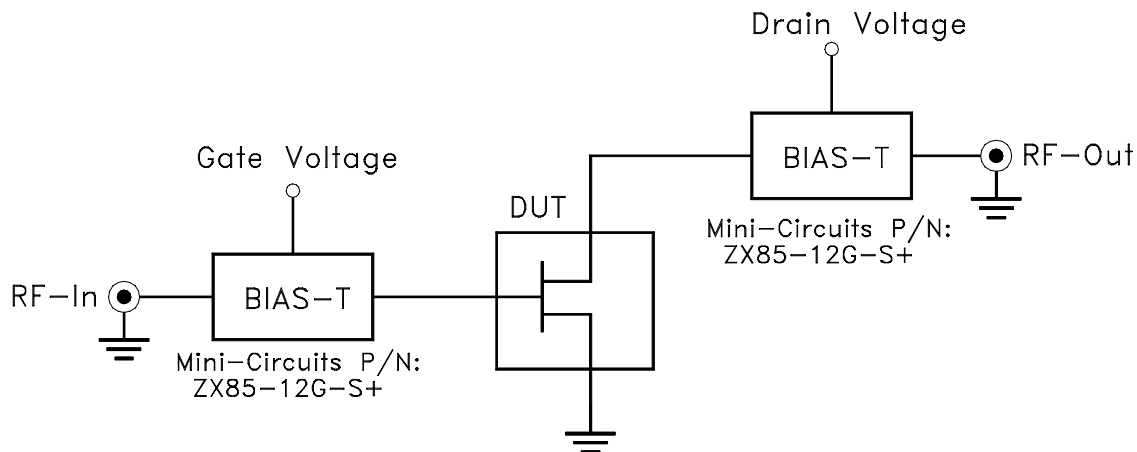 Drain Voltage
BIAS-T
RF-Out
Mini-Circuits P/N:
ZX85-12G-S+
Gate Voltage
DUT
RF-In
BIAS-T
Mini-Circuits P/N:
ZX85-12G-S+